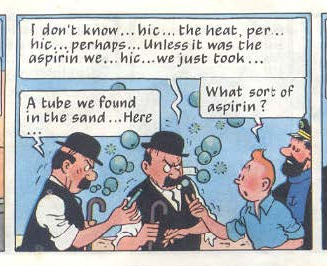 I don't know...hic...the heat, per..
hic...perhaps...Unless it was the
aspirin we...hic...we just took...
A tube we found
in the sand...Here
...
What sort of
aspirin?